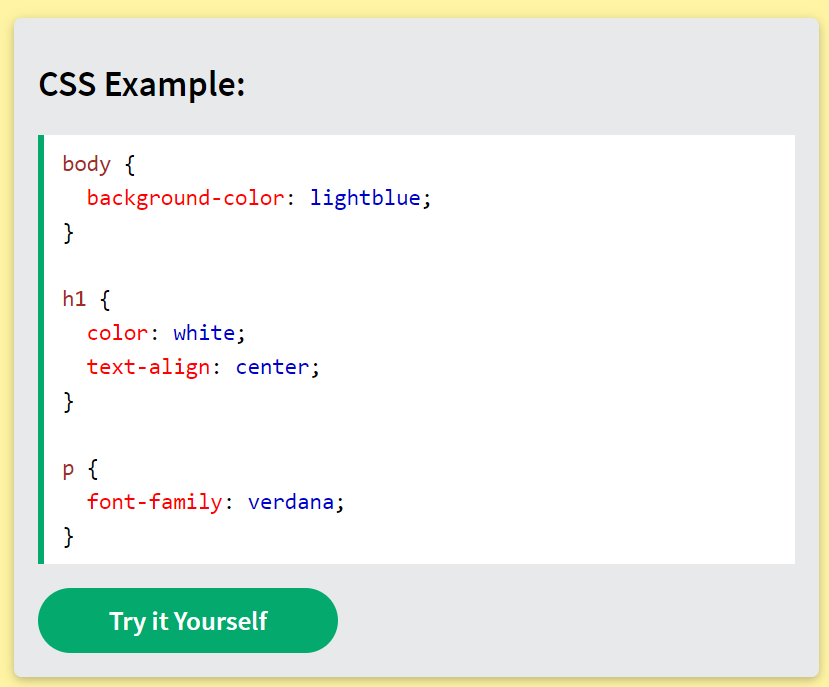 CSS Example:
body {
  background-color: lightblue;
}
h1 {
  color: white;
  text-align: center;
}
p {
  font-family: verdana;
}
Try it Yourself